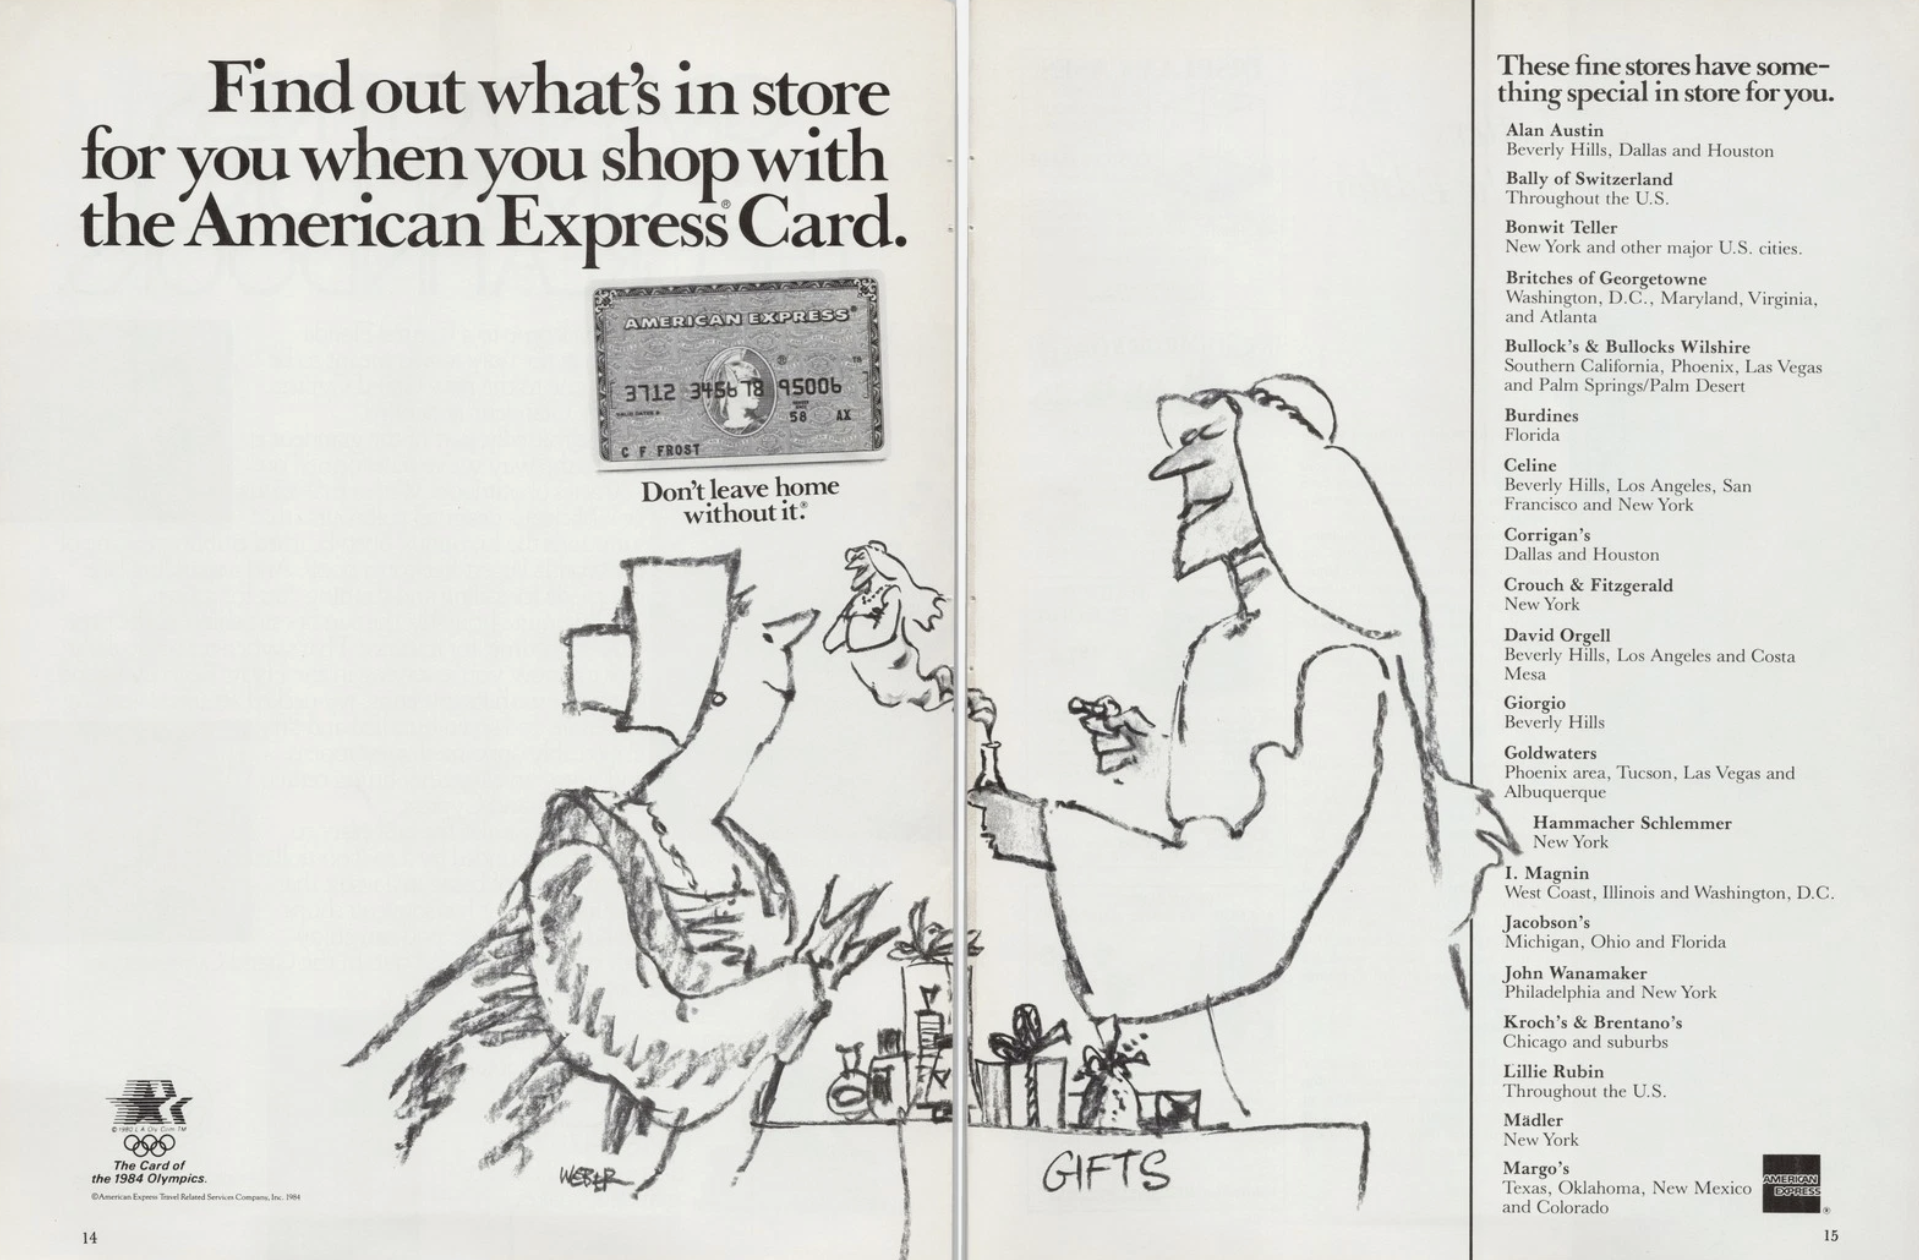 Find out what's in store
for you when you shop with
the American Express® Card.
AMERICAN EXPRESS®
®
3712 345678 95006
58 AX
C F FROST
Don't leave home
without it.®
WEBER
The Card of
the 1984 Olympics.
©American Express Travel Related Services Company, Inc. 1984
14
GIFTS
These fine stores have some-
thing special in store for you.
Alan Austin
Beverly Hills, Dallas and Houston
Bally of Switzerland
Throughout the U.S.
Bonwit Teller
New York and other major U.S. cities.
Britches of Georgetowne
Washington, D.C., Maryland, Virginia,
and Atlanta
Bullock's & Bullocks Wilshire
Southern California, Phoenix, Las Vegas
and Palm Springs/Palm Desert
Burdines
Florida
Celine
Beverly Hills, Los Angeles, San
Francisco and New York
Corrigan's
Dallas and Houston
Crouch & Fitzgerald
New York
David Orgell
Beverly Hills, Los Angeles and Costa
Mesa
Giorgio
Beverly Hills
Goldwaters
Phoenix area, Tucson, Las Vegas and
Albuquerque
Hammacher Schlemmer
New York
I. Magnin
West Coast, Illinois and Washington, D.C.
Jacobson's
Michigan, Ohio and Florida
John Wanamaker
Philadelphia and New York
Kroch's & Brentano's
Chicago and suburbs
Lillie Rubin
Throughout the U.S.
Mädler
New York
Margo's
Texas, Oklahoma, New Mexico
and Colorado
AMERICAN
EXPRESS
®
15